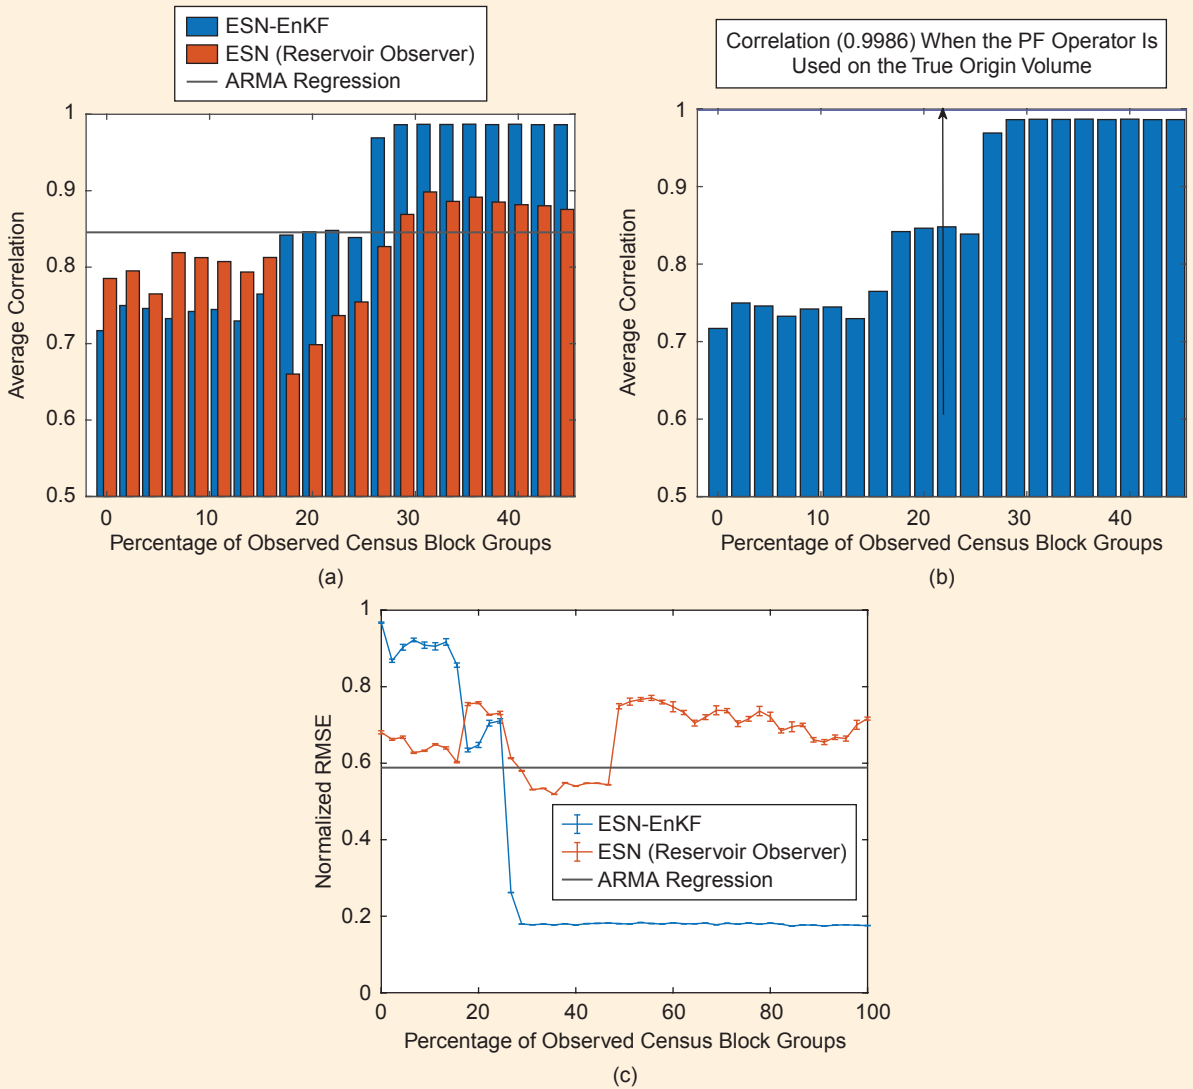 ESN-EnKF
ESN (Reservoir Observer)
ARMA Regression
1
0.9
0.8
0.7
0.6
0.5
Average Correlation
0 10 20 30 40
Percentage of Observed Census Block Groups
(a)
Correlation (0.9986) When the PF Operator Is
Used on the True Origin Volume
1
0.9
0.8
0.7
0.6
0.5
Average Correlation
0 10 20 30 40
Percentage of Observed Census Block Groups
(b)
1
0.8
0.6
0.4
0.2
0
Normalized RMSE
ESN-EnKF
ESN (Reservoir Observer)
ARMA Regression
0 20 40 60 80 100
Percentage of Observed Census Block Groups
(c)